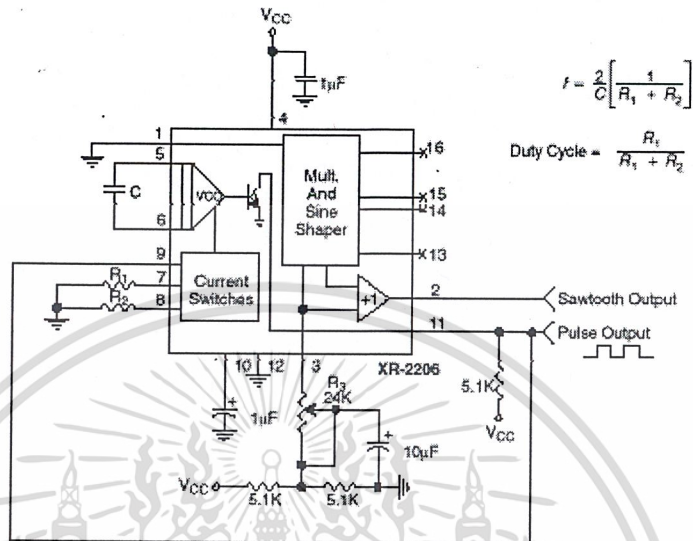 VCC
1µF
4
f = 2/C [ 1 / R1 + R2 ]
Duty Cycle = R1 / R1 + R2
1
16
5
C
VCO
Mult. And Sine Shaper
15
14
6
13
9
R1
7
R2
8
Current Switches
+1
2
Sawtooth Output
11
Pulse Output
10
12
3
XR-2206
5.1K
VCC
1µF
R3
24K
10µF
VCC
5.1K
5.1K